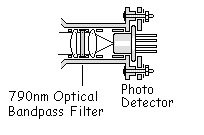 790nm Optical
Bandpass Filter
Photo
Detector